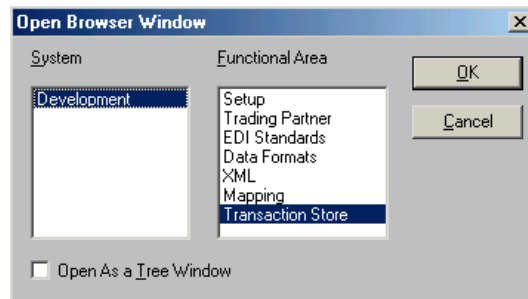 Open Browser Window
System
Functional Area
Development
Setup
Trading Partner
EDI Standards
Data Formats
XML
Mapping
Transaction Store
OK
Cancel
Open As a Tree Window